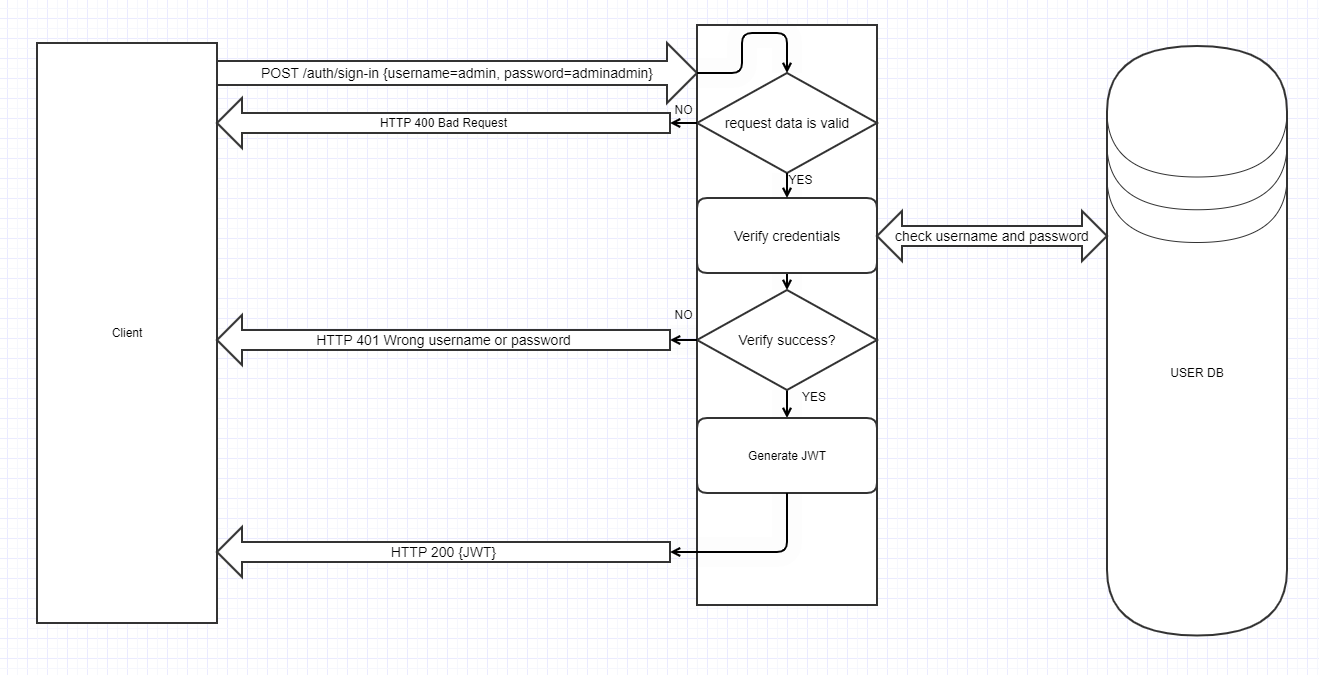 POST /auth/sign-in {username=admin, password=adminadmin}
NO
HTTP 400 Bad Request
request data is valid
YES
Verify credentials
check username and password
NO
Client
HTTP 401 Wrong username or password
Verify success?
USER DB
YES
Generate JWT
HTTP 200 {JWT}